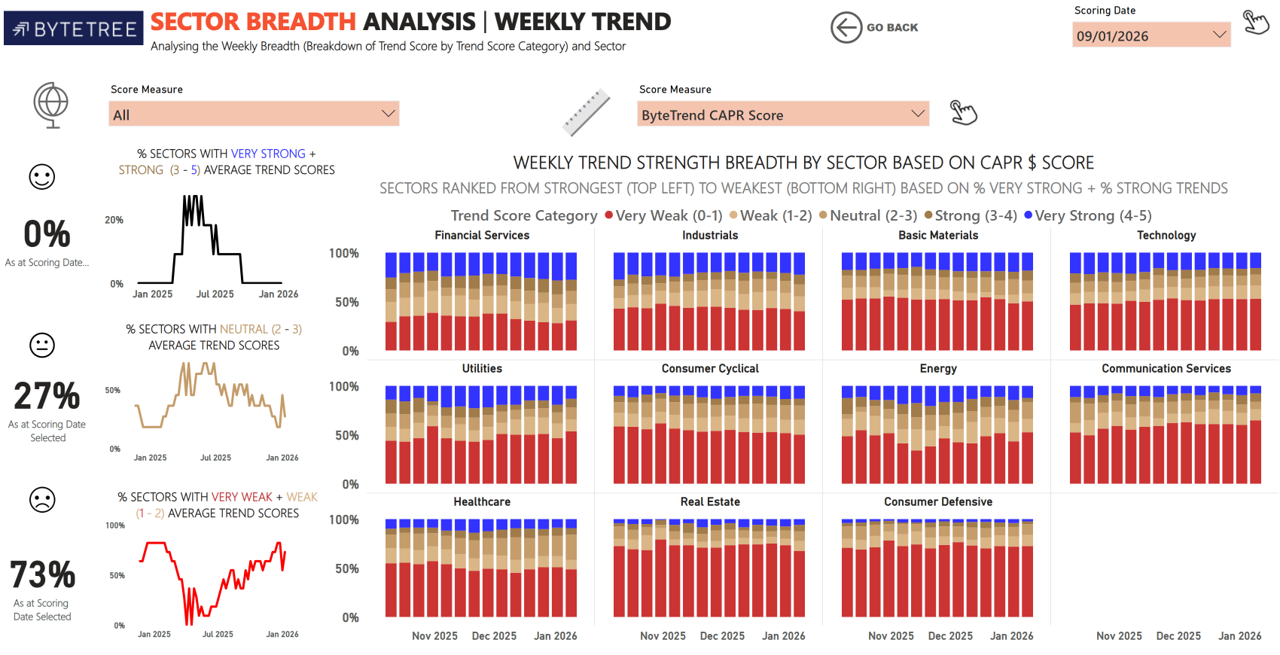 BYTETREE
SECTOR BREADTH ANALYSIS | WEEKLY TREND
Analysing the Weekly Breadth (Breakdown of Trend Score by Trend Score Category) and Sector
GO BACK
Scoring Date
09/01/2026
Score Measure
All
Score Measure
ByteTrend CAPR Score
% SECTORS WITH VERY STRONG +
STRONG (3 - 5) AVERAGE TREND SCORES
0%
As at Scoring Date...
20%
0%
Jan 2025 Jul 2025 Jan 2026
% SECTORS WITH NEUTRAL (2 - 3)
AVERAGE TREND SCORES
27%
As at Scoring Date
Selected
50%
0%
Jan 2025 Jul 2025 Jan 2026
% SECTORS WITH VERY WEAK + WEAK
(1 - 2) AVERAGE TREND SCORES
73%
As at Scoring
Date Selected
100%
50%
0%
Jan 2025 Jul 2025 Jan 2026
WEEKLY TREND STRENGTH BREADTH BY SECTOR BASED ON CAPR $ SCORE
SECTORS RANKED FROM STRONGEST (TOP LEFT) TO WEAKEST (BOTTOM RIGHT) BASED ON % VERY STRONG + % STRONG TRENDS
Trend Score Category Very Weak (0-1) Weak (1-2) Neutral (2-3) Strong (3-4) Very Strong (4-5)
Financial Services Industrials Basic Materials Technology
100%
50%
0%
Utilities Consumer Cyclical Energy Communication Services
100%
50%
0%
Healthcare Real Estate Consumer Defensive
100%
50%
0%
Nov 2025 Dec 2025 Jan 2026 Nov 2025 Dec 2025 Jan 2026 Nov 2025 Dec 2025 Jan 2026 Nov 2025 Dec 2025 Jan 2026